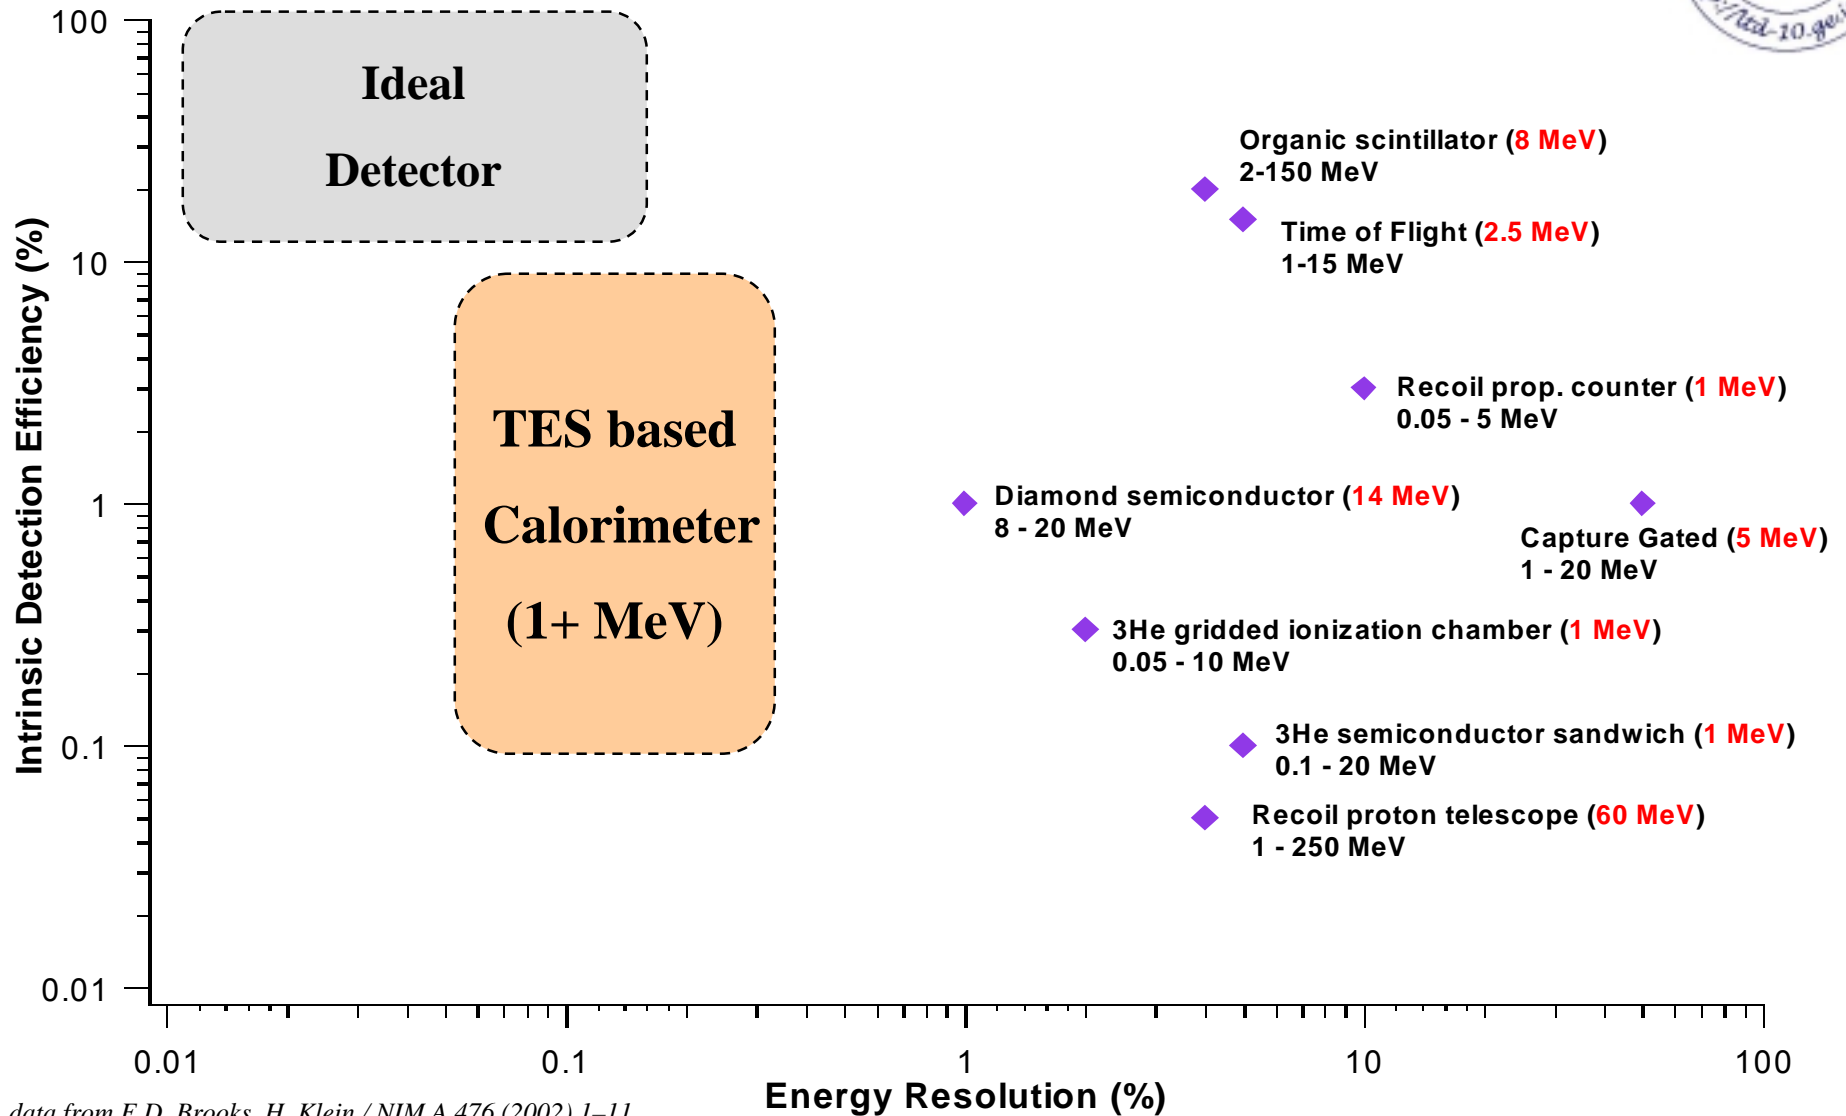 100
10
1
0.1
0.01
Intrinsic Detection Efficiency (%)
Ideal
Detector
TES based
Calorimeter
(1+ MeV)
Organic scintillator (8 MeV)
2-150 MeV
Time of Flight (2.5 MeV)
1-15 MeV
Recoil prop. counter (1 MeV)
0.05 - 5 MeV
Diamond semiconductor (14 MeV)
8 - 20 MeV
Capture Gated (5 MeV)
1 - 20 MeV
3He gridded ionization chamber (1 MeV)
0.05 - 10 MeV
3He semiconductor sandwich (1 MeV)
0.1 - 20 MeV
Recoil proton telescope (60 MeV)
1 - 250 MeV
0.01
0.1
1
10
100
Energy Resolution (%)
data from F.D. Brooks, H. Klein / NIM A 476 (2002) 1–11